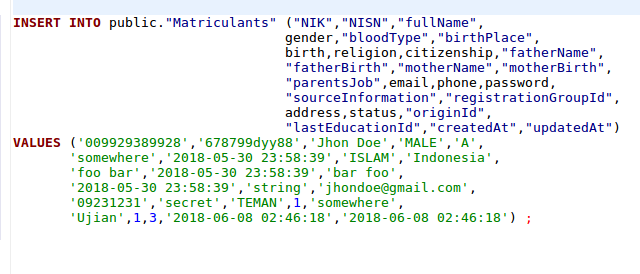 INSERT INTO public."Matriculants" ("NIK","NISN","fullName",
gender,"bloodType","birthPlace",
birth,religion,citizenship,"fatherName",
"fatherBirth","motherName","motherBirth",
"parentsJob",email,phone,password,
"sourceInformation","registrationGroupId",
address,status,"originId",
"lastEducationId","createdAt","updatedAt")
VALUES ('009929389928','678799dyy88','Jhon Doe','MALE','A',
'somewhere','2018-05-30 23:58:39','ISLAM','Indonesia',
'foo bar','2018-05-30 23:58:39','bar foo',
'2018-05-30 23:58:39','string','jhondoe@gmail.com',
'09231231','secret','TEMAN',1,'somewhere',
'Ujian',1,3,'2018-06-08 02:46:18','2018-06-08 02:46:18') ;